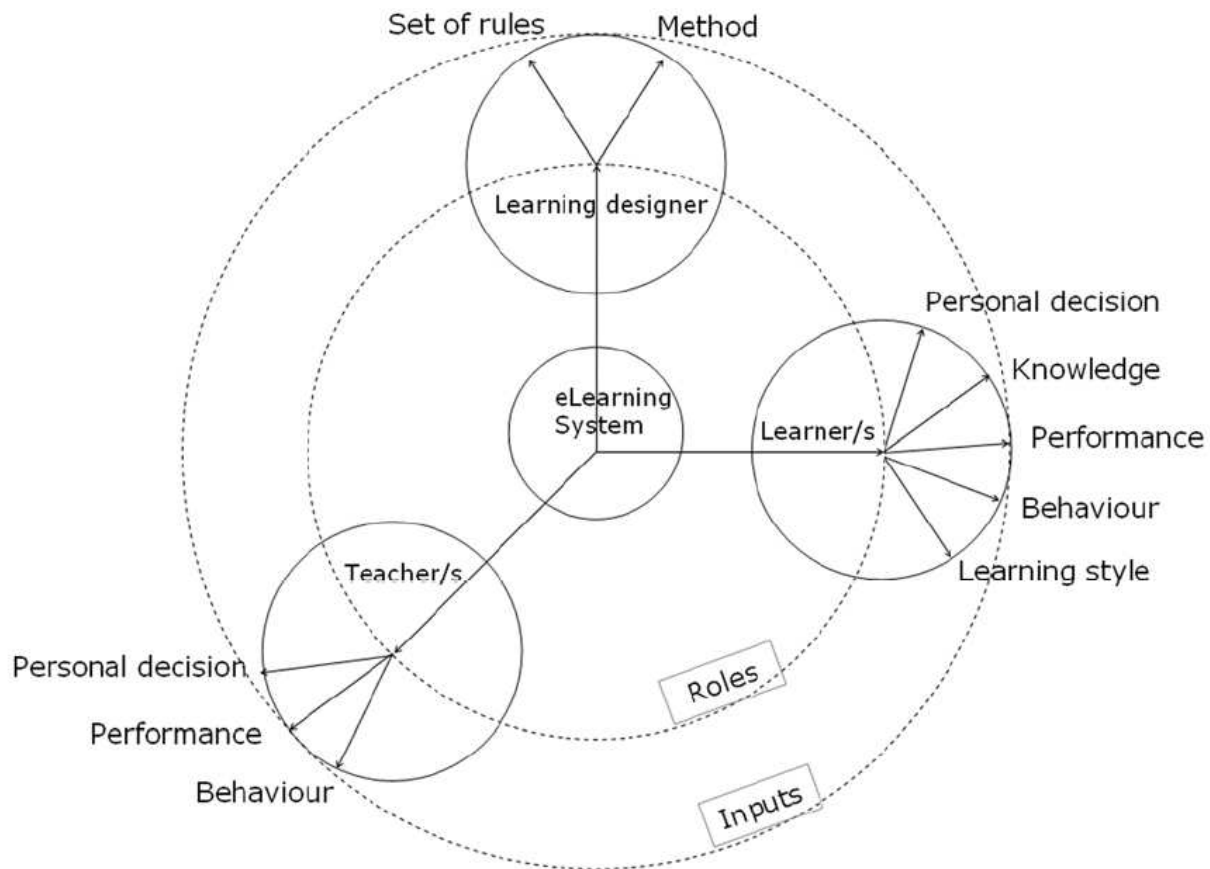 Set of rules
Method
Learning designer
Personal decision
Knowledge
eLearning
System
Learner/s
Performance
Behaviour
Learning style
Teacher/s
Personal decision
Performance
Behaviour
Roles
Inputs